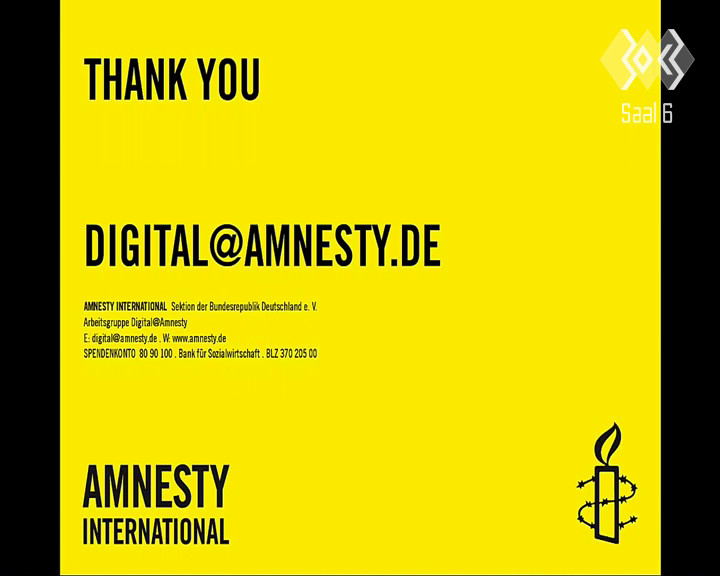 THANK YOU
Saal 6
DIGITAL@AMNESTY.DE
AMNESTY INTERNATIONAL Sektion der Bundesrepublik Deutschland e. V.
Arbeitsgruppe Digital@Amnesty
E: digital@amnesty.de . W: www.amnesty.de
SPENDENKONTO 80 90 100 . Bank für Sozialwirtschaft . BLZ 370 205 00
AMNESTY
INTERNATIONAL